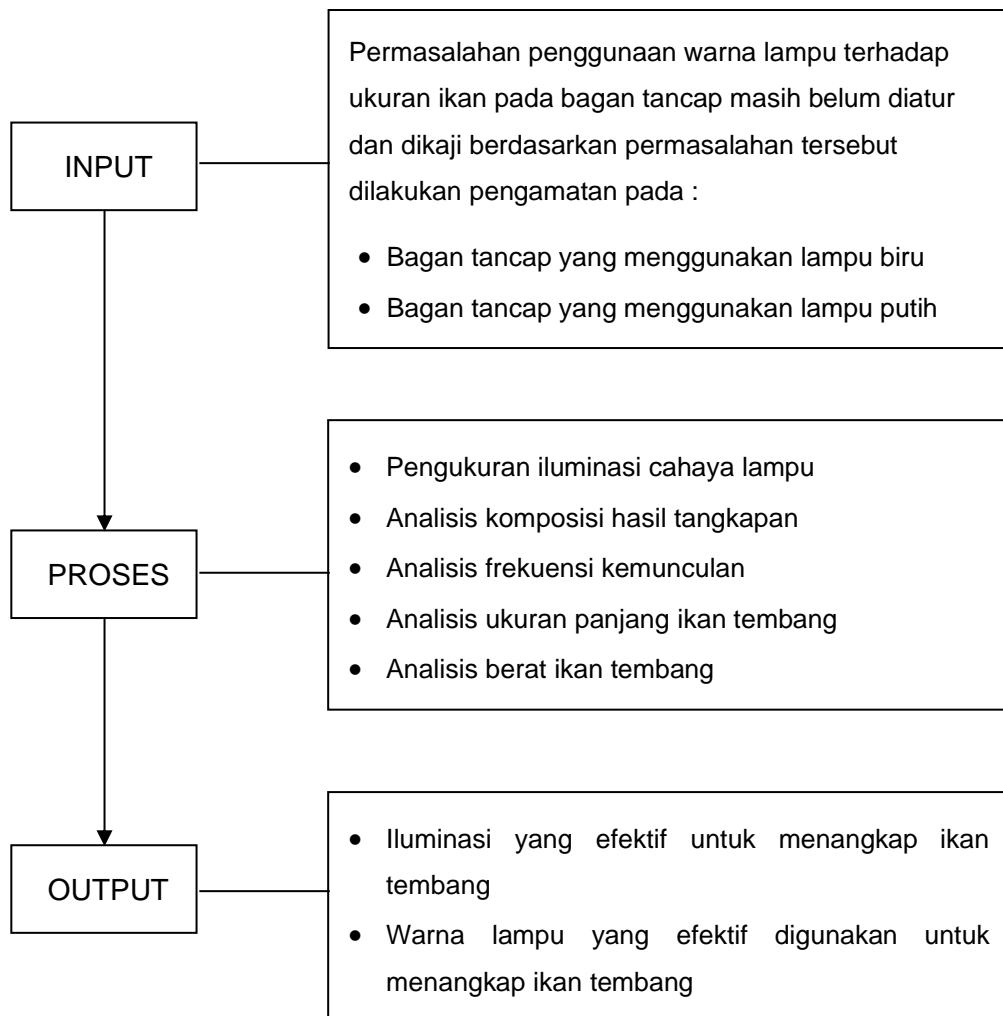 INPUT
Permasalahan penggunaan warna lampu terhadap
ukuran ikan pada bagan tancap masih belum diatur
dan dikaji berdasarkan permasalahan tersebut
dilakukan pengamatan pada :
• Bagan tancap yang menggunakan lampu biru
• Bagan tancap yang menggunakan lampu putih
PROSES
• Pengukuran iluminasi cahaya lampu
• Analisis komposisi hasil tangkapan
• Analisis frekuensi kemunculan
• Analisis ukuran panjang ikan tembang
• Analisis berat ikan tembang
OUTPUT
• Iluminasi yang efektif untuk menangkap ikan
tembang
• Warna lampu yang efektif digunakan untuk
menangkap ikan tembang